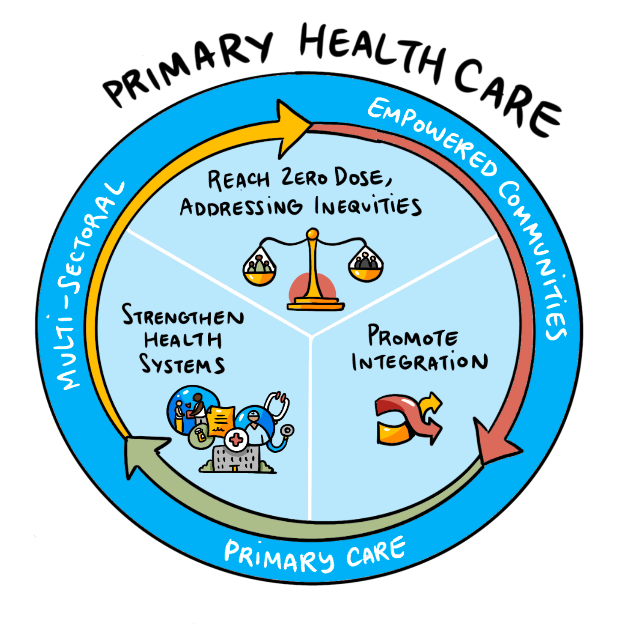 PRIMARY HEALTH CARE
EMPOWERED COMMUNITIES
MULTI-SECTORAL
REACH ZERO DOSE,
ADDRESSING INEQUITIES
STRENGTHEN
HEALTH
SYSTEMS
PROMOTE
INTEGRATION
PRIMARY CARE